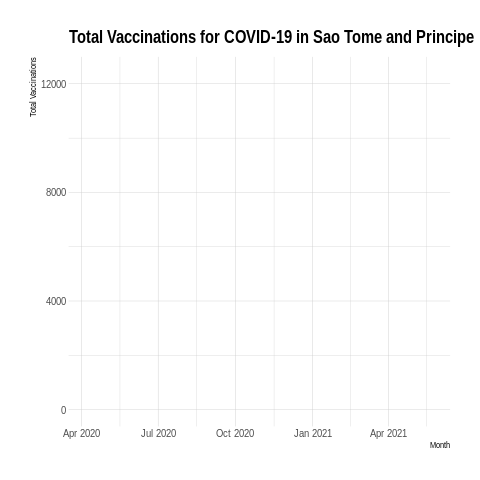 Total Vaccinations for COVID-19 in Sao Tome and Principe
Total Vaccinations
12000
8000
4000
0
Apr 2020 Jul 2020 Oct 2020 Jan 2021 Apr 2021
Month